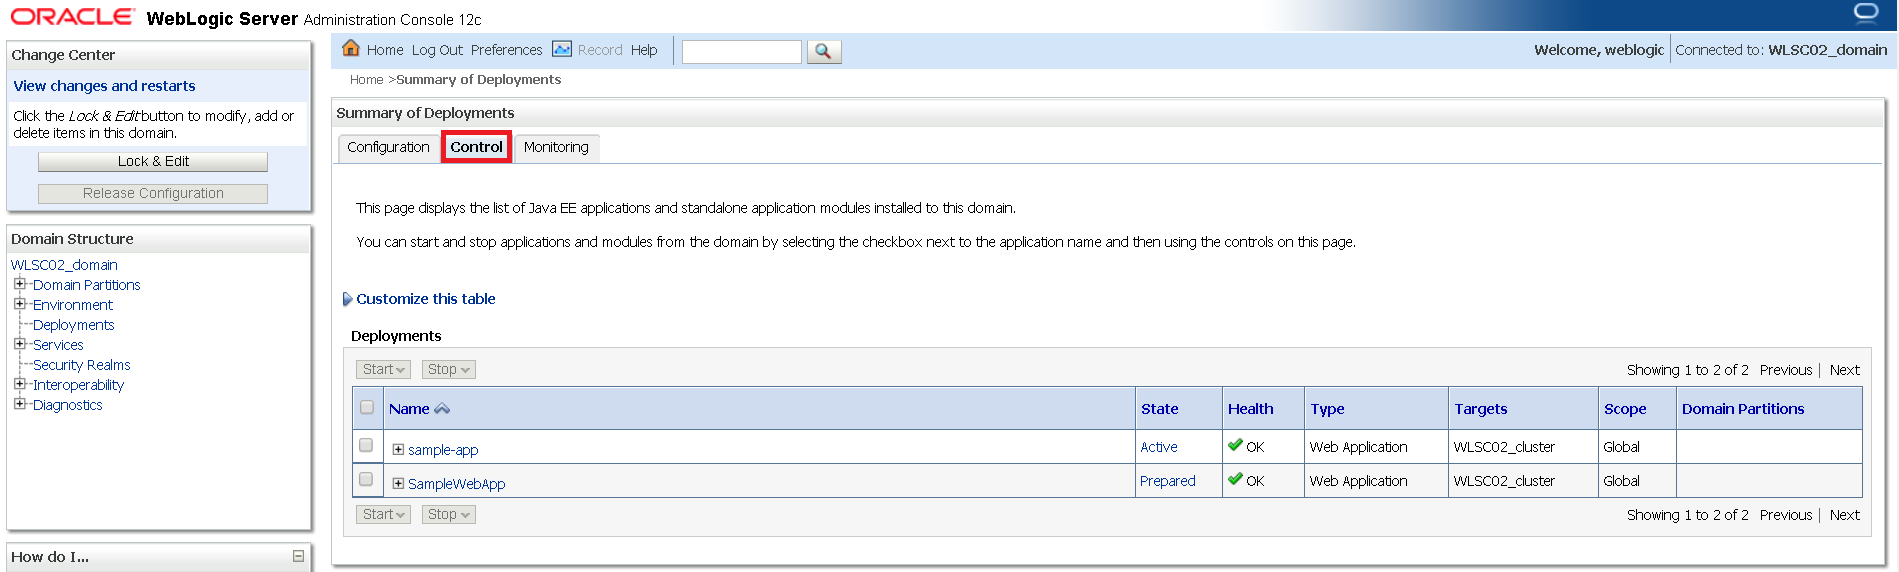 ORACLE WebLogic Server Administration Console 12c
Change Center
View changes and restarts
Click the Lock & Edit button to modify, add or
delete items in this domain.
Lock & Edit
Release Configuration
Domain Structure
WLSC02_domain
Domain Partitions
Environment
Deployments
Services
Security Realms
Interoperability
Diagnostics
How do I...
Home Log Out Preferences Record Help
Welcome, weblogic Connected to: WLSC02_domain
Home >Summary of Deployments
Summary of Deployments
Configuration Control Monitoring
This page displays the list of Java EE applications and standalone application modules installed to this domain.
You can start and stop applications and modules from the domain by selecting the checkbox next to the application name and then using the controls on this page.
Customize this table
Deployments
Start Stop Showing 1 to 2 of 2 Previous | Next
Name State Health Type Targets Scope Domain Partitions
sample-app Active OK Web Application WLSC02_cluster Global
SampleWebApp Prepared OK Web Application WLSC02_cluster Global
Start Stop Showing 1 to 2 of 2 Previous | Next